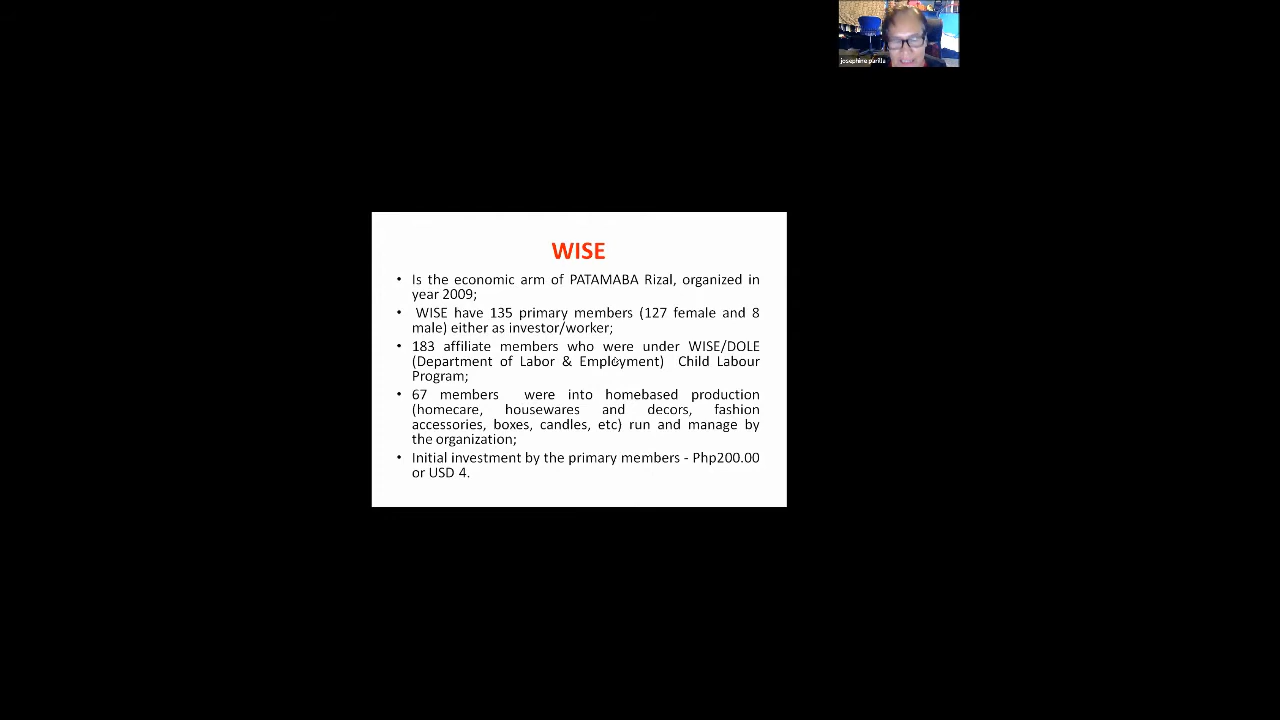 josephine parilla
WISE
• Is the economic arm of PATAMABA Rizal, organized in
year 2009;
• WISE have 135 primary members (127 female and 8
male) either as investor/worker;
• 183 affiliate members who were under WISE/DOLE
(Department of Labor & Employment) Child Labour
Program;
• 67 members were into homebased production
(homecare, housewares and decors, fashion
accessories, boxes, candles, etc) run and manage by
the organization;
• Initial investment by the primary members - Php200.00
or USD 4.